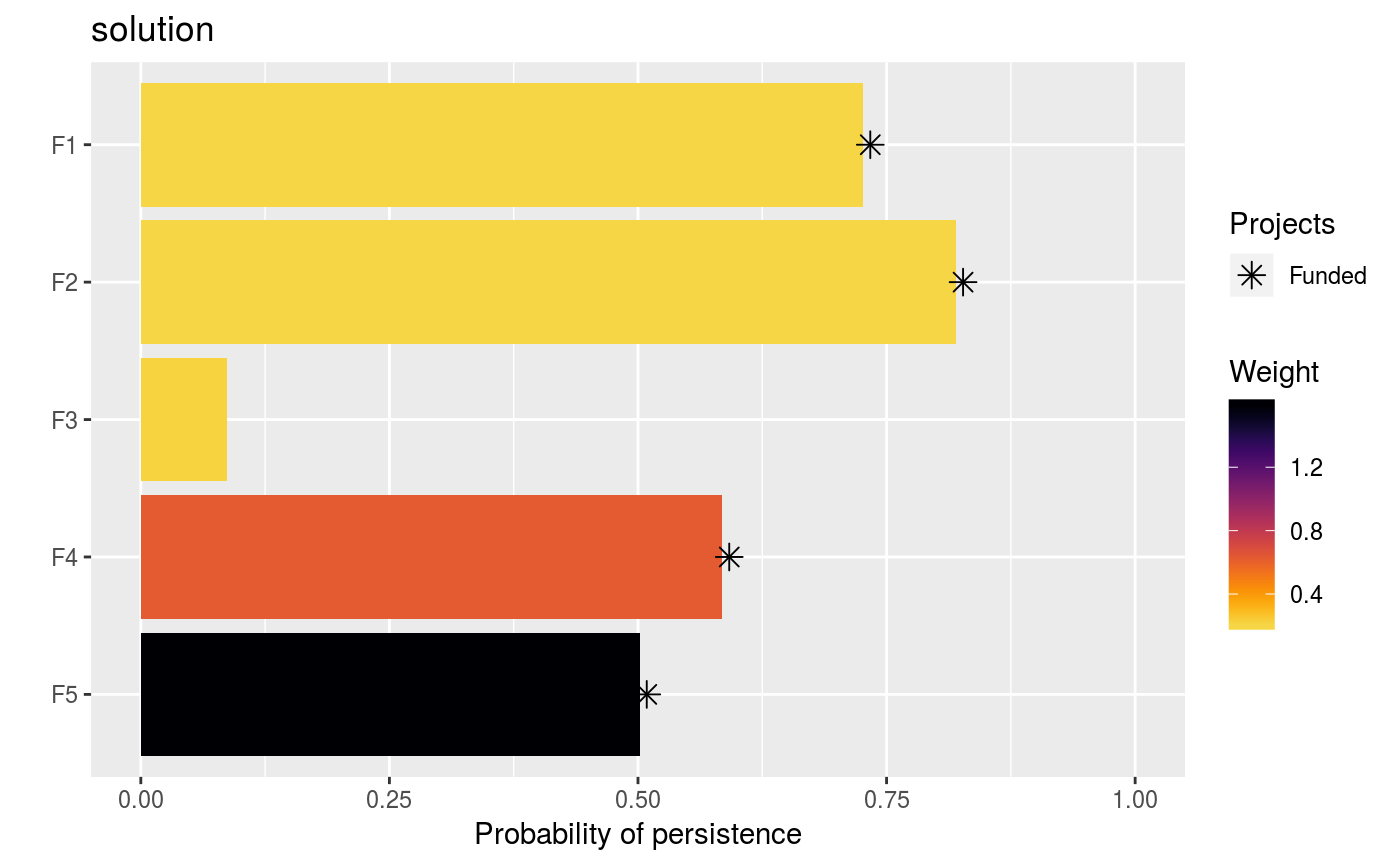 solution
F1
F2
F3
F4
F5
0.00 0.25 0.50 0.75 1.00
Probability of persistence
Projects
Funded
Weight
1.2
0.8
0.4